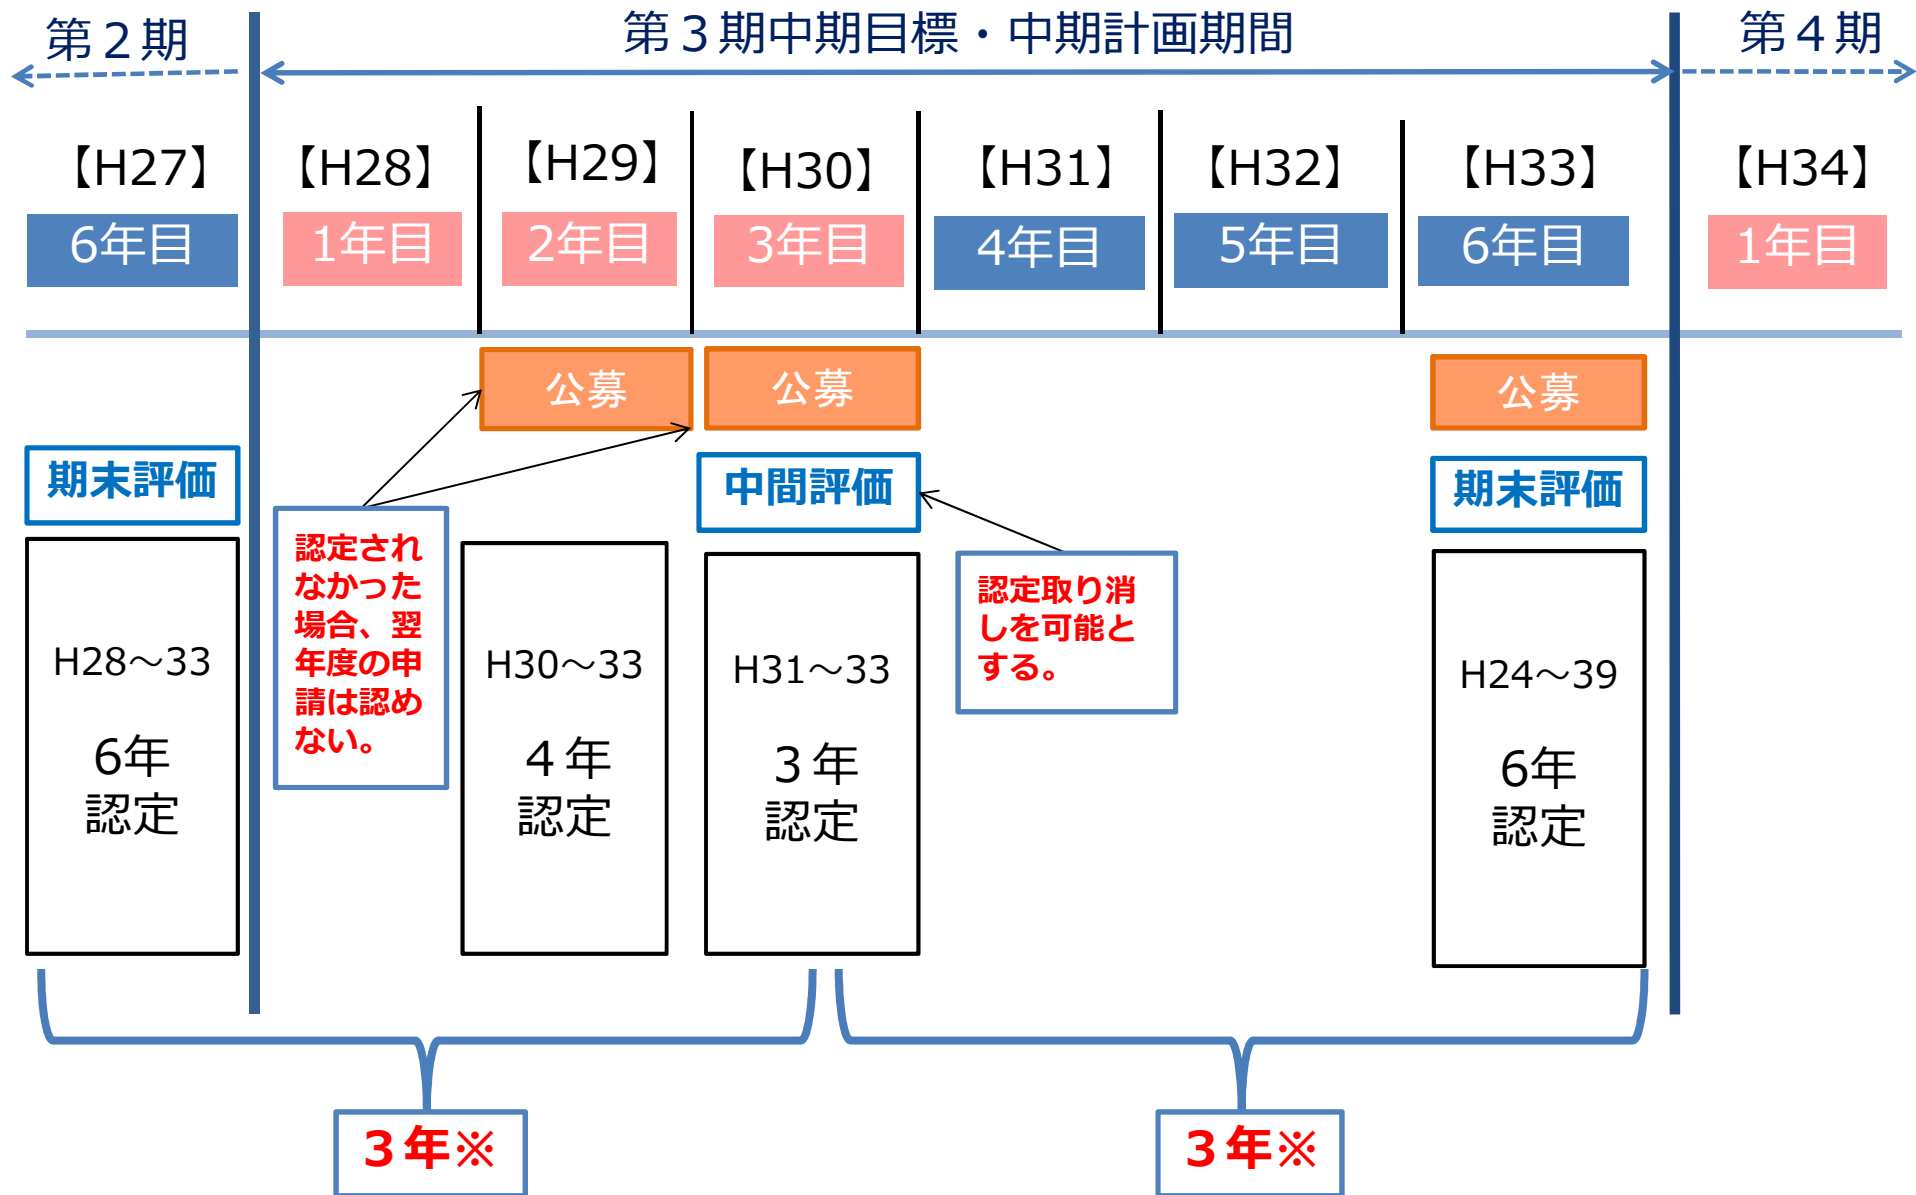 第２期
第３期中期目標・中期計画期間
第４期
【H27】
【H28】
【H29】
【H30】
【H31】
【H32】
【H33】
【H34】
6年目
1年目
2年目
3年目
4年目
5年目
6年目
1年目
公募
公募
公募
期末評価
中間評価
期末評価
認定され
なかった
場合、翌
年度の申
請は認め
ない。
認定取り消
しを可能と
する。
H28～33
6年
認定
H30～33
４年
認定
H31～33
３年
認定
H24～39
6年
認定
３年※
３年※